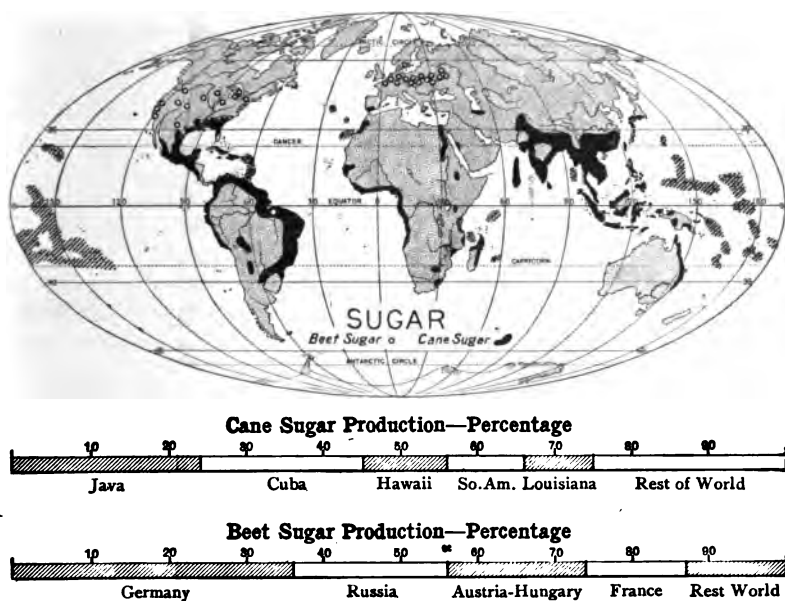 ARCTIC CIRCLE
CANCER
EQUATOR
CAPRICORN
SUGAR
Beet Sugar o Cane Sugar
ANTARCTIC CIRCLE
Cane Sugar Production—Percentage
10 20 30 40 50 60 70 80 90
Java Cuba Hawaii So. Am. Louisiana Rest of World
Beet Sugar Production—Percentage
10 20 30 40 50 70 80 90
Germany Russia Austria-Hungary France Rest World